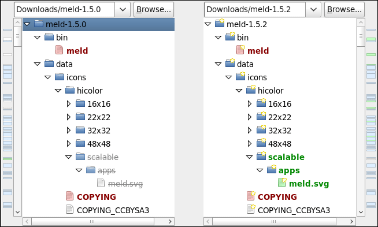 Downloads/meld-1.5.0
Browse...
Downloads/meld-1.5.2
Browse...
meld-1.5.0
bin
meld
data
icons
hicolor
16x16
22x22
32x32
48x48
scalable
apps
meld.svg
COPYING
COPYING_CCBYSA3
meld-1.5.2
bin
meld
data
icons
hicolor
16x16
22x22
32x32
48x48
scalable
apps
meld.svg
COPYING
COPYING_CCBYSA3